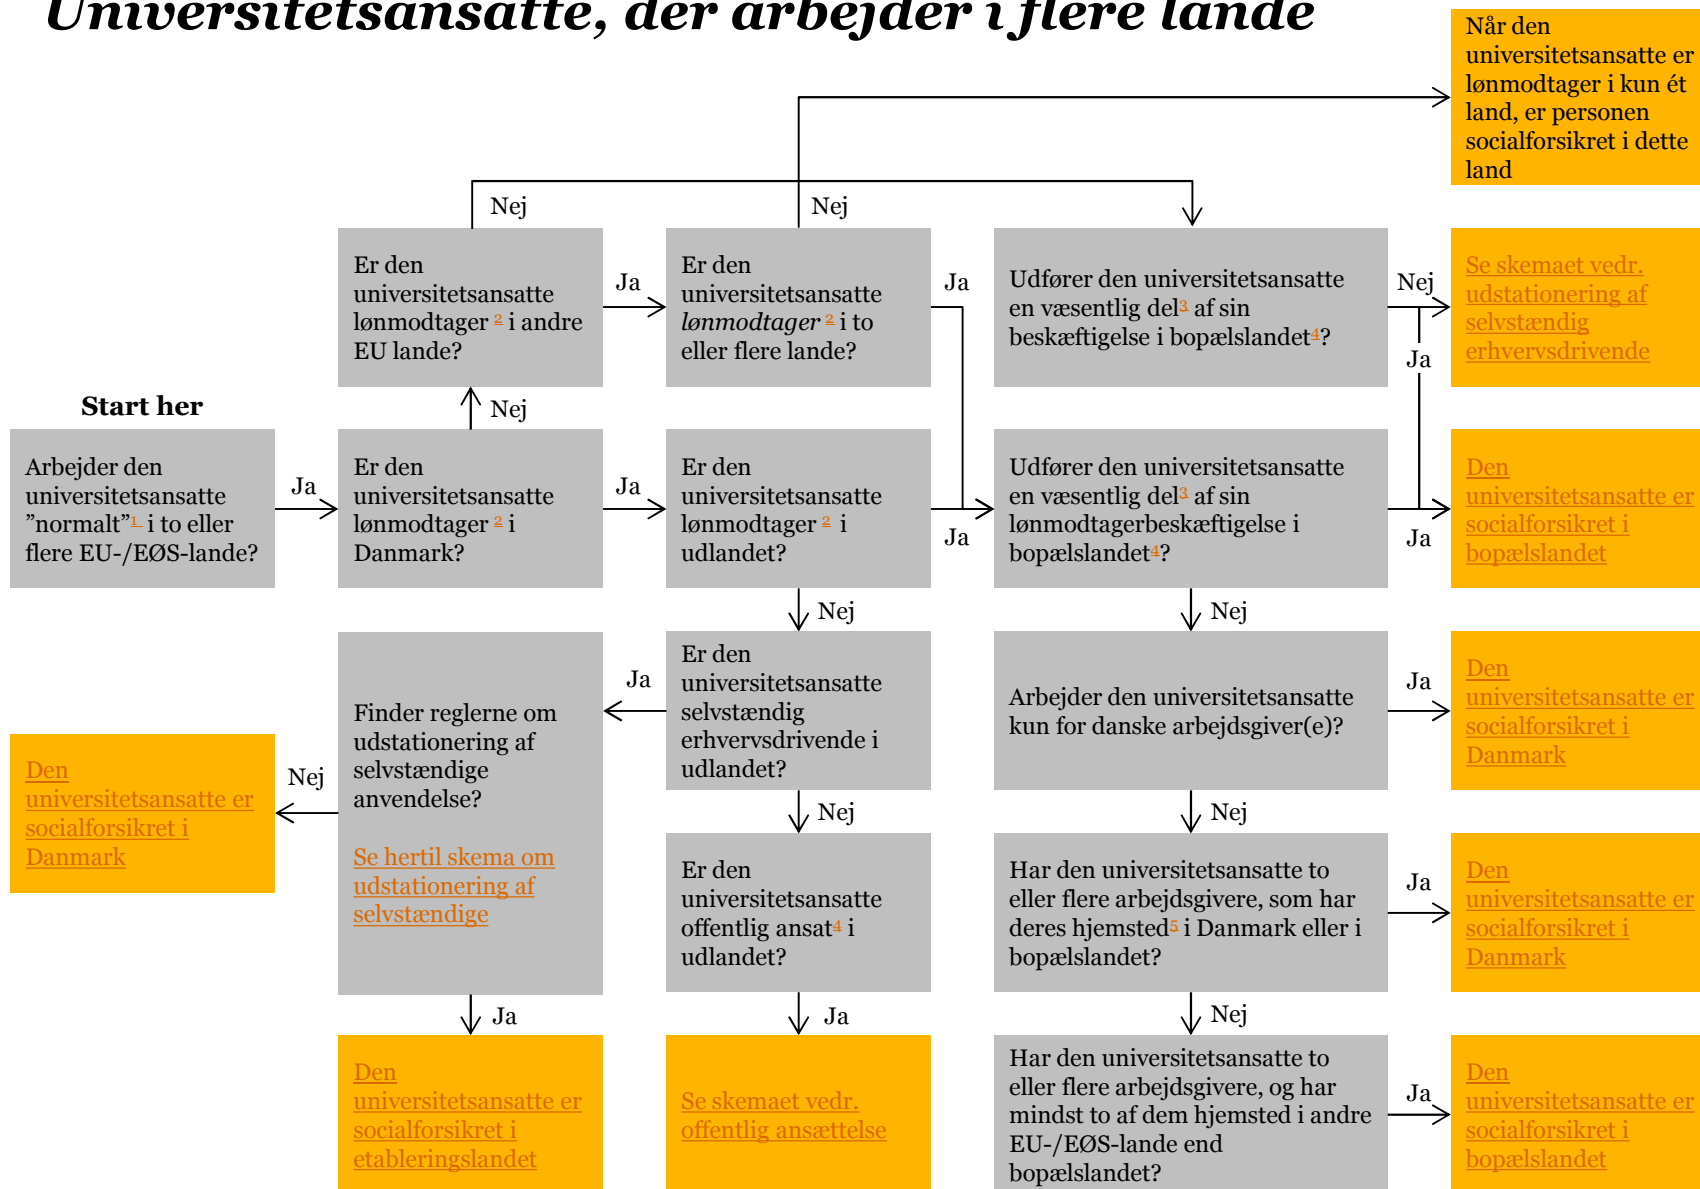 Universitetsansatte, der arbejder i flere lande
Når den
universitetsansatte er
lønmodtager i kun ét
land, er personen
socialforsikret i dette
land
Nej
Nej
Er den
universitetsansatte
lønmodtager 2 i andre
EU lande?
Ja
Er den
universitetsansatte
lønmodtager 2 i to
eller flere lande?
Ja
Udfører den universitetsansatte
en væsentlig del3 af sin
beskæftigelse i bopælslandet4?
Nej
Ja
Se skemaet vedr.
udstationering af
selvstændig
erhvervsdrivende
Start her
Nej
Arbejder den
universitetsansatte
”normalt”1 i to eller
flere EU-/EØS-lande?
Ja
Er den
universitetsansatte
lønmodtager 2 i
Danmark?
Ja
Er den
universitetsansatte
lønmodtager 2 i
udlandet?
Ja
Udfører den universitetsansatte
en væsentlig del3 af sin
lønmodtagerbeskæftigelse i
bopælslandet4?
Ja
Den
universitetsansatte er
socialforsikret i
bopælslandet
Nej
Nej
Den
universitetsansatte er
socialforsikret i
Danmark
Nej
Finder reglerne om
udstationering af
selvstændige
anvendelse?
Se hertil skema om
udstationering af
selvstændige
Ja
Er den
universitetsansatte
selvstændig
erhvervsdrivende i
udlandet?
Arbejder den universitetsansatte
kun for danske arbejdsgiver(e)?
Ja
Den
universitetsansatte er
socialforsikret i
Danmark
Nej
Nej
Er den
universitetsansatte
offentlig ansat4 i
udlandet?
Har den universitetsansatte to
eller flere arbejdsgivere, som har
deres hjemsted5 i Danmark eller i
bopælslandet?
Ja
Den
universitetsansatte er
socialforsikret i
Danmark
Ja
Ja
Nej
Den
universitetsansatte er
socialforsikret i
etableringslandet
Se skemaet vedr.
offentlig ansættelse
Har den universitetsansatte to
eller flere arbejdsgivere, og har
mindst to af dem hjemsted i andre
EU-/EØS-lande end
bopælslandet?
Ja
Den
universitetsansatte er
socialforsikret i
bopælslandet